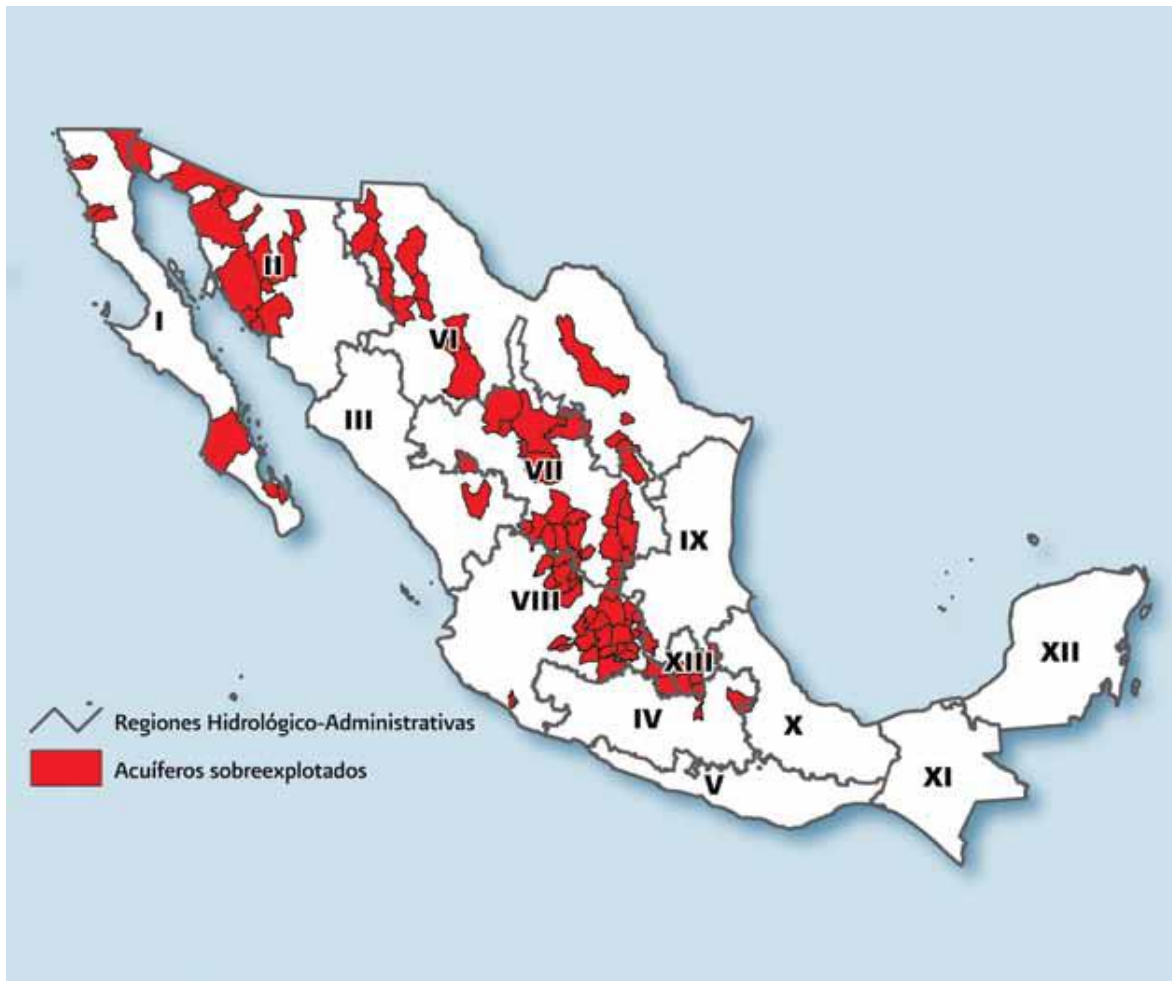 II
I
VI
III
VII
IX
VIII
XII
XIII
IV
Regiones Hidrológico-Administrativas
X
Acuíferos sobreexplotados
XI
V